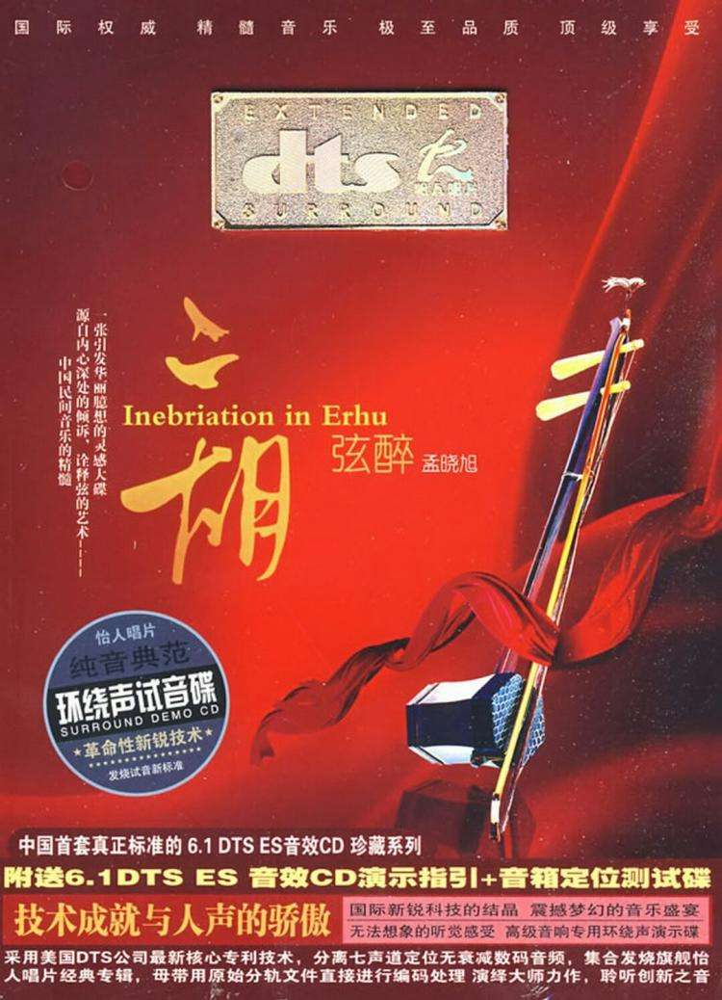 国际权威 精髓音乐 极至品质 顶级享受
EXTENDED
dts
SURROUND
二胡
Inebriation in Erhu
弦醉 孟晓旭
一张引发华丽臆想的灵感大碟
源自内心深处的倾诉，诠释弦的艺术----
中国民间音乐的精髓
怡人唱片
纯音典范
环绕声试音碟
SURROUND DEMO CD
★革命性新锐技术★
发烧试音新标准
中国首套真正标准的 6.1 DTS ES音效CD 珍藏系列
附送6.1DTS ES 音效CD演示指引+音箱定位测试碟
技术成就与人声的骄傲
国际新锐科技的结晶 震撼梦幻的音乐盛宴
无法想象的听觉感受 高级音响专用环绕声演示碟
采用美国DTS公司最新核心专利技术，分离七声道定位无衰减数码音频，集合发烧旗舰怡
人唱片经典专辑，母带用原始分轨文件直接进行编码处理 演绎大师力作，聆听创新之音